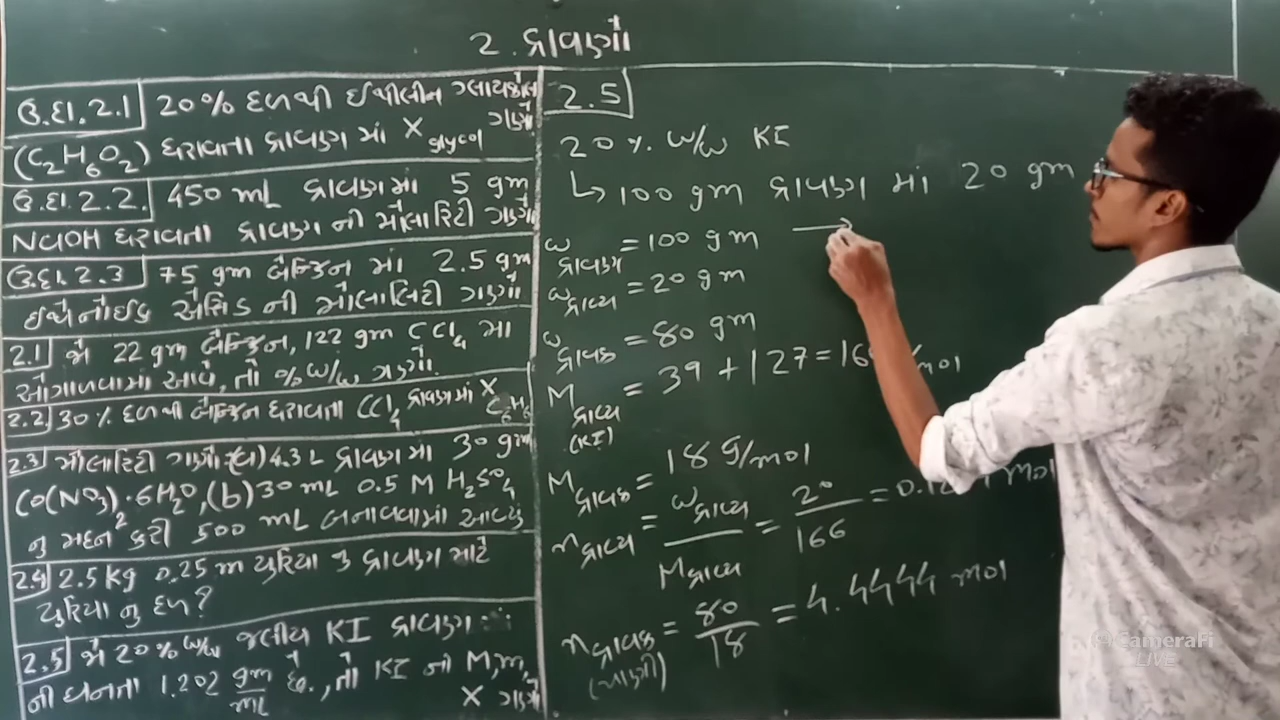 2. દ્રાવણો
ઉ.દા. 2.1 20% દળથી ઈથીલીન ગ્લાયકોલ
(C₂H₆O₂) ધરાવતા દ્રાવણ માં X glycol ગણો
ઉ.દા. 2.2. 450 mL દ્રાવણમાં 5 gm
NaOH ધરાવતા દ્રાવણ ની મોલારિટી ગણો
ઉ.દા. 2.3 75 gm બેન્ઝિન માં 2.5 gm
ઈથેનોઈક એસિડ ની મોલાલિટી ગણો
2.1 જો 22 gm બેન્ઝિન, 122 gm CCl₄ માં
ઓગાળવામાં આવે, તો % w/w ગણો.
2.2 30% દળથી બેન્ઝિન ધરાવતા CCl₄ દ્રાવણમાં X C₆H₆
2.3 મોલારિટી ગણો (a) 4.3 L દ્રાવણ માં 30 gm
CO(NO₃)₂·6H₂O, (b) 30 mL 0.5 M H₂SO₄
નુ મંદન કરી 500 mL બનાવવામાં આવ્યુ
2.4 2.5 kg 0.25 m યુરિયા ના દ્રાવણ માટે
યુરિયા નુ દળ?
2.5 જો 20% w/w જલીય KI દ્રાવણ
ની ઘનતા 1.202 gm/mL છે., તો KI નો M, m,
X ગણો
2.5
20 %. w/w KI
↳ 100 gm દ્રાવણ માં 20 gm
w દ્રાવણ = 100 gm →
w દ્રાવ્ય = 20 gm
w દ્રાવક = 80 gm
M દ્રાવ્ય (KI) = 39 + 127 = mol
M દ્રાવક = 18 g/mol
n દ્રાવ્ય = w દ્રાવ્ય / M દ્રાવ્ય = 20 / 166 = mol
n દ્રાવક (પાણી) = 80 / 18 = 4.4444 mol
CameraFi
LIVE